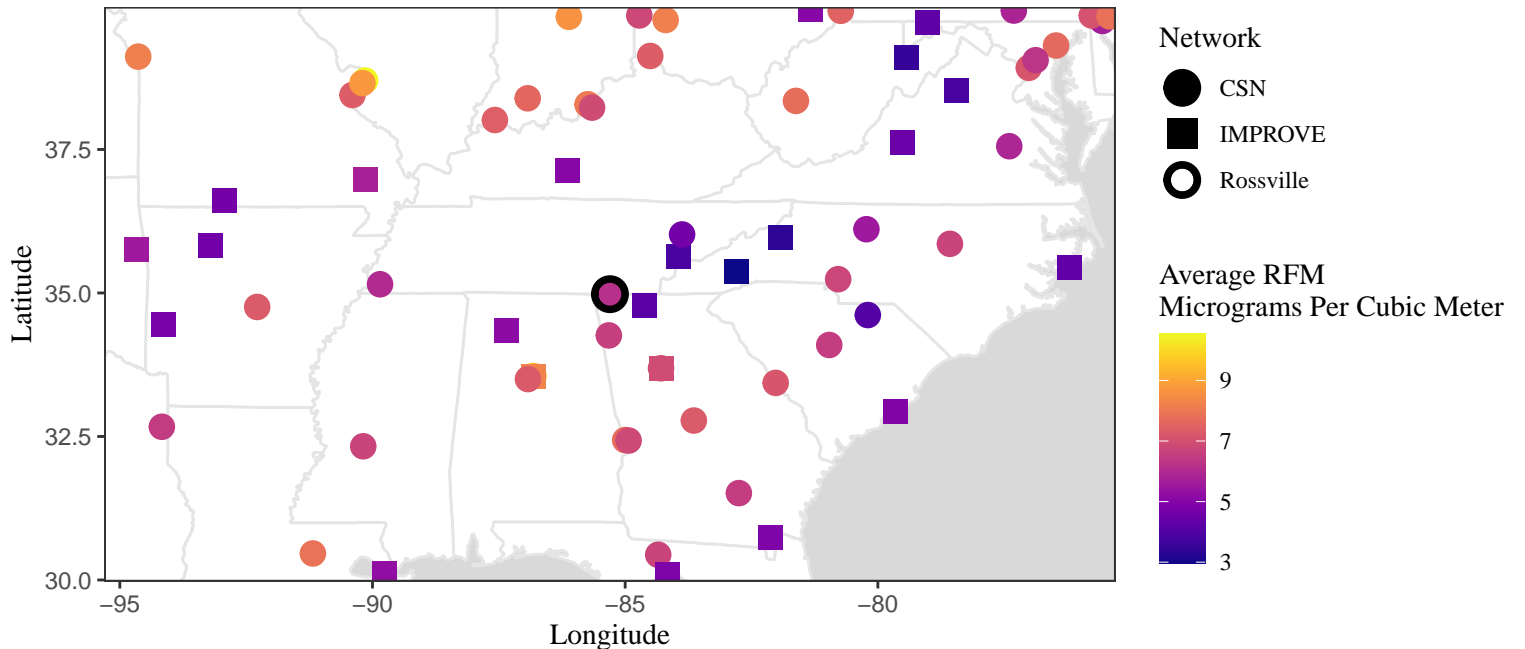 Network
CSN
IMPROVE
Rossville
Average RFM
Micrograms Per Cubic Meter
9
7
5
3
37.5
35.0
32.5
30.0
Latitude
−95
−90
−85
−80
Longitude